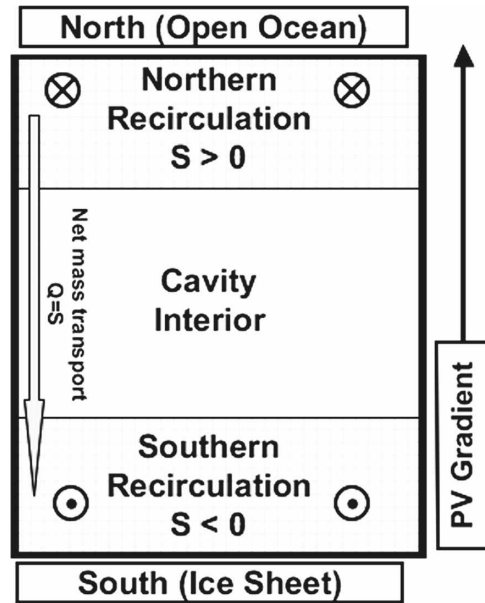 North (Open Ocean)
Northern
Recirculation
S > 0
Net mass transport
Q=S
Cavity
Interior
PV Gradient
Southern
Recirculation
S < 0
South (Ice Sheet)